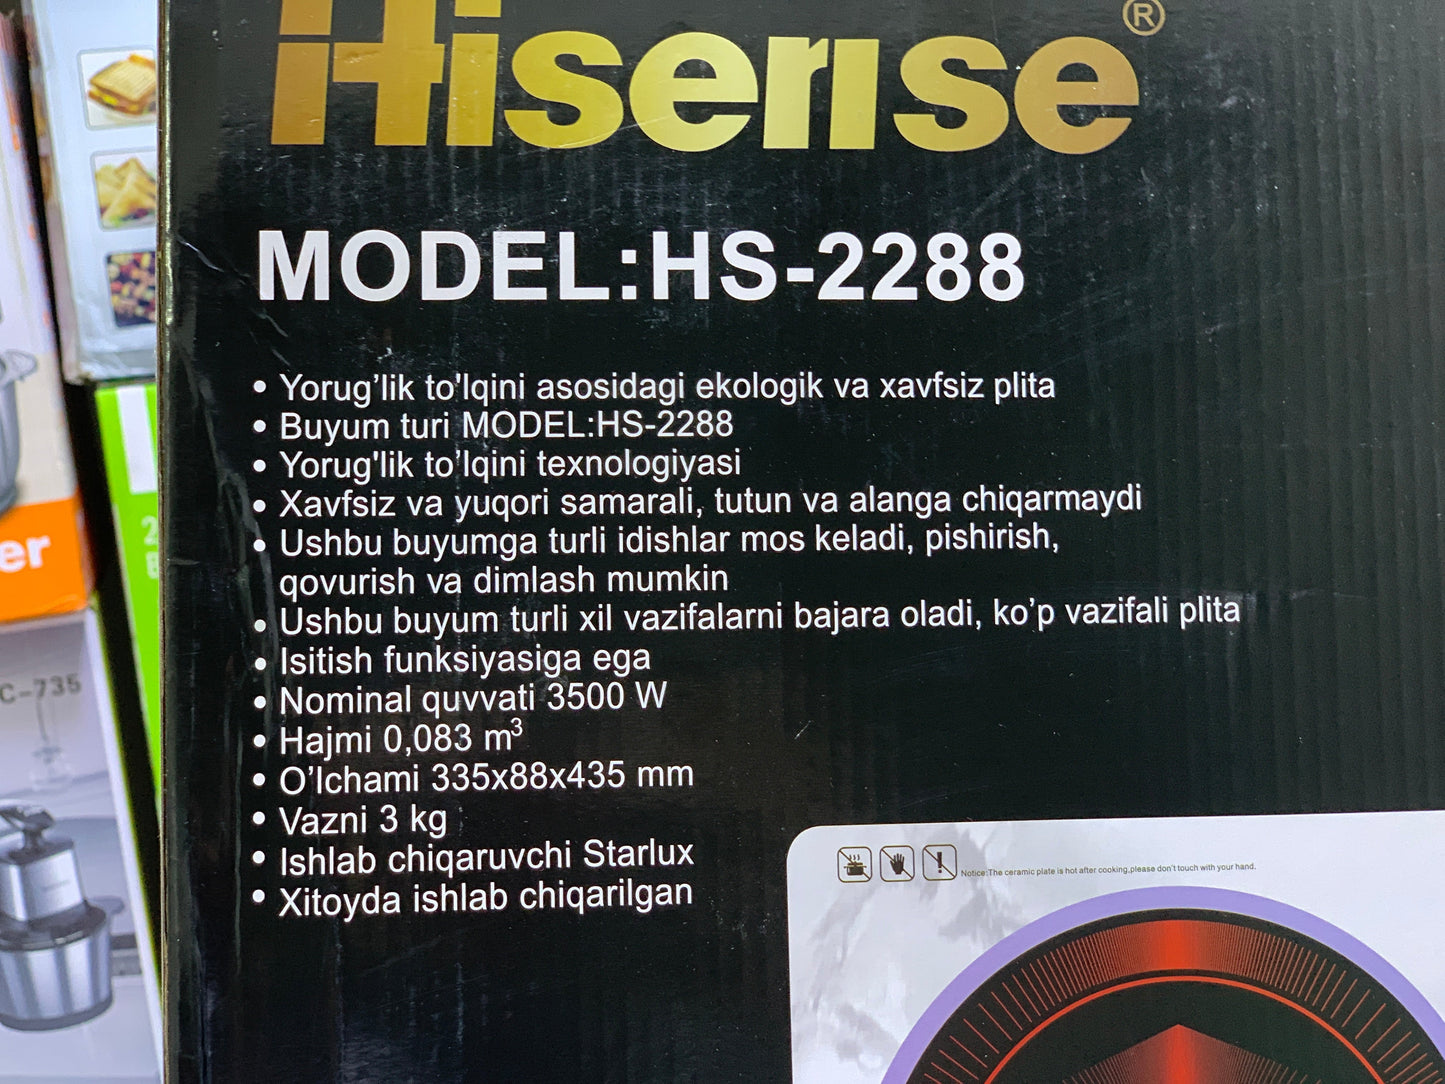 Hisense®
MODEL:HS-2288
• Yorug’lik to'lqini asosidagi ekologik va xavfsiz plita
• Buyum turi MODEL:HS-2288
• Yorug'lik to’lqini texnologiyasi
• Xavfsiz va yuqori samarali, tutun va alanga chiqarmaydi
• Ushbu buyumga turli idishlar mos keladi, pishirish,
qovurish va dimlash mumkin
• Ushbu buyum turli xil vazifalarni bajara oladi, ko’p vazifali plita
• Isitish funksiyasiga ega
• Nominal quvvati 3500 W
• Hajmi 0,083 m³
• O’lchami 335x88x435 mm
• Vazni 3 kg
• Ishlab chiqaruvchi Starlux
• Xitoyda ishlab chiqarilgan
Notice:The ceramic plate is hot after cooking,please don't touch with your hand.
er
C-735